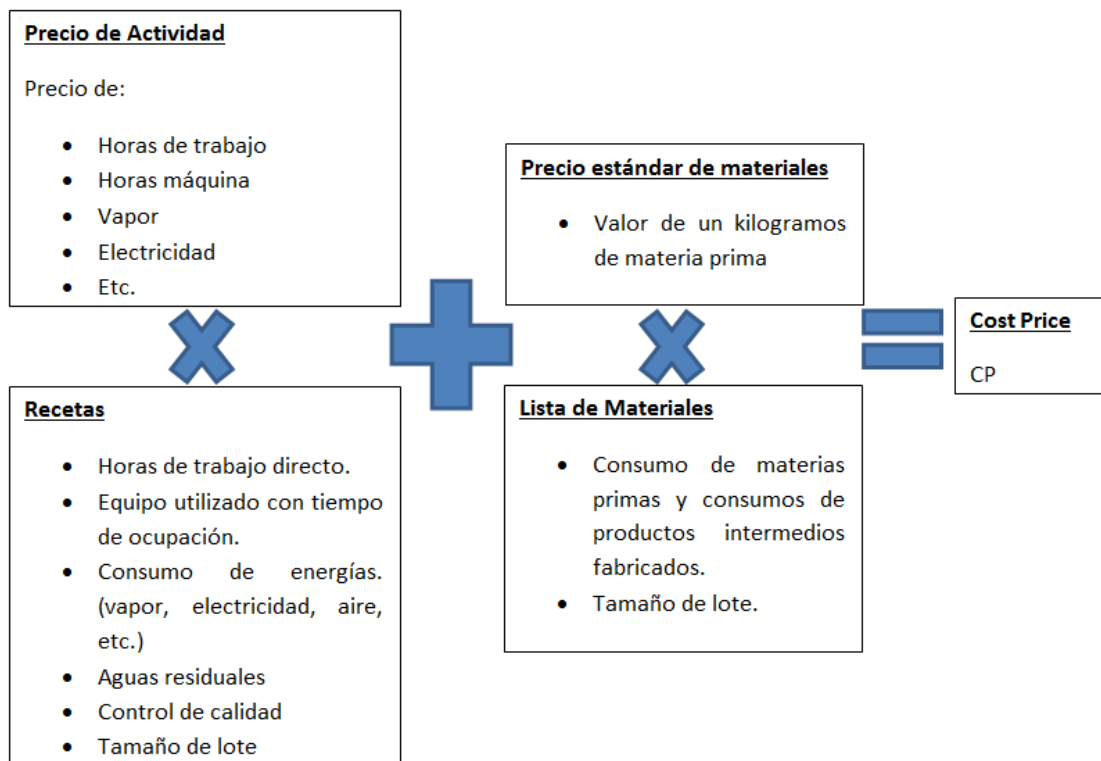 Precio de Actividad
Precio de:
• Horas de trabajo
• Horas máquina
• Vapor
• Electricidad
• Etc.
Recetas
• Horas de trabajo directo.
• Equipo utilizado con tiempo
de ocupación.
• Consumo de energías.
(vapor, electricidad, aire,
etc.)
• Aguas residuales
• Control de calidad
• Tamaño de lote
Precio estándar de materiales
• Valor de un kilogramos
de materia prima
Lista de Materiales
• Consumo de materias
primas y consumos de
productos intermedios
fabricados.
• Tamaño de lote.
Cost Price
CP